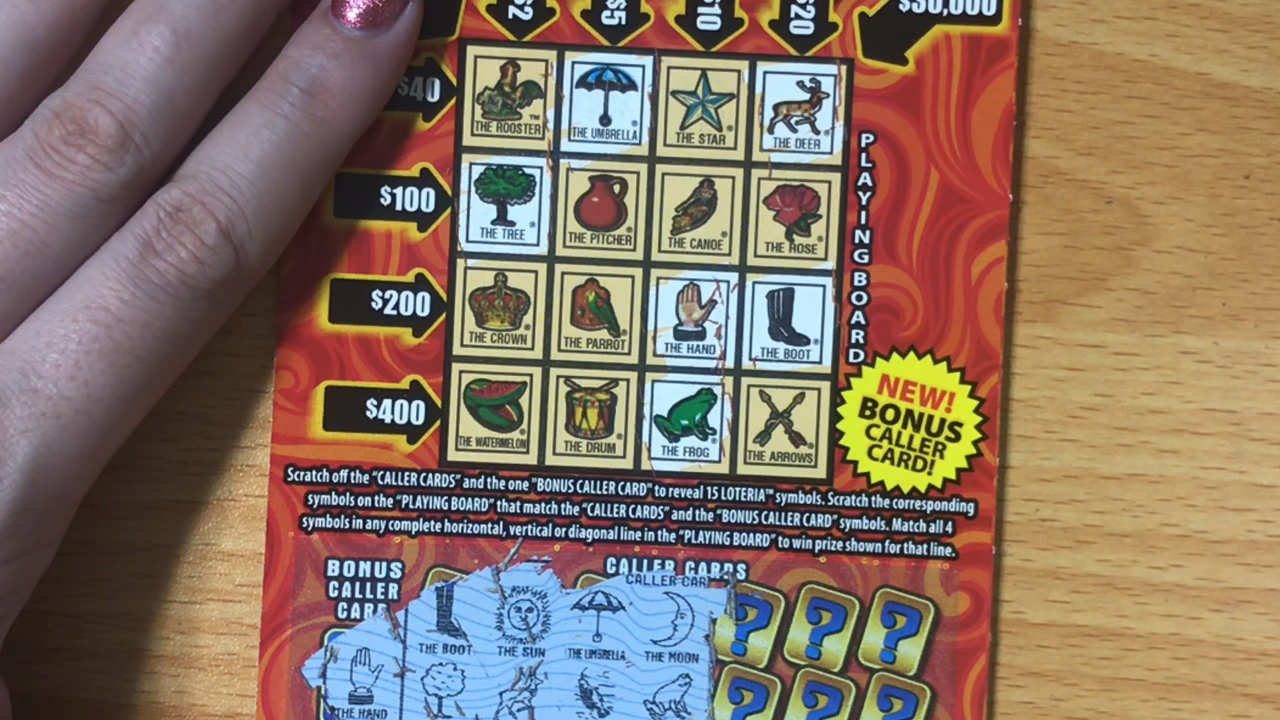 $2 $5 $10 $20 $30,000
$40
THE ROOSTER™ THE UMBRELLA® THE STAR® THE DEER®
$100
THE TREE® THE PITCHER® THE CANOE® THE ROSE®
$200
THE CROWN® THE PARROT® THE HAND® THE BOOT®
$400
THE WATERMELON® THE DRUM® THE FROG® THE ARROWS®
PLAYING BOARD
NEW!
BONUS
CALLER
CARD!
Scratch off the "CALLER CARDS" and the one "BONUS CALLER CARD" to reveal 15 LOTERIA™ symbols. Scratch the corresponding
symbols on the "PLAYING BOARD" that match the "CALLER CARDS" and the "BONUS CALLER CARD" symbols. Match all 4
symbols in any complete horizontal, vertical or diagonal line in the "PLAYING BOARD" to win prize shown for that line.
BONUS
CALLER
CARD
CALLER CARDS
CALLER CAR
? ? ?
THE BOOT THE SUN THE UMBRELLA THE MOON
? ? ?
THE HAND